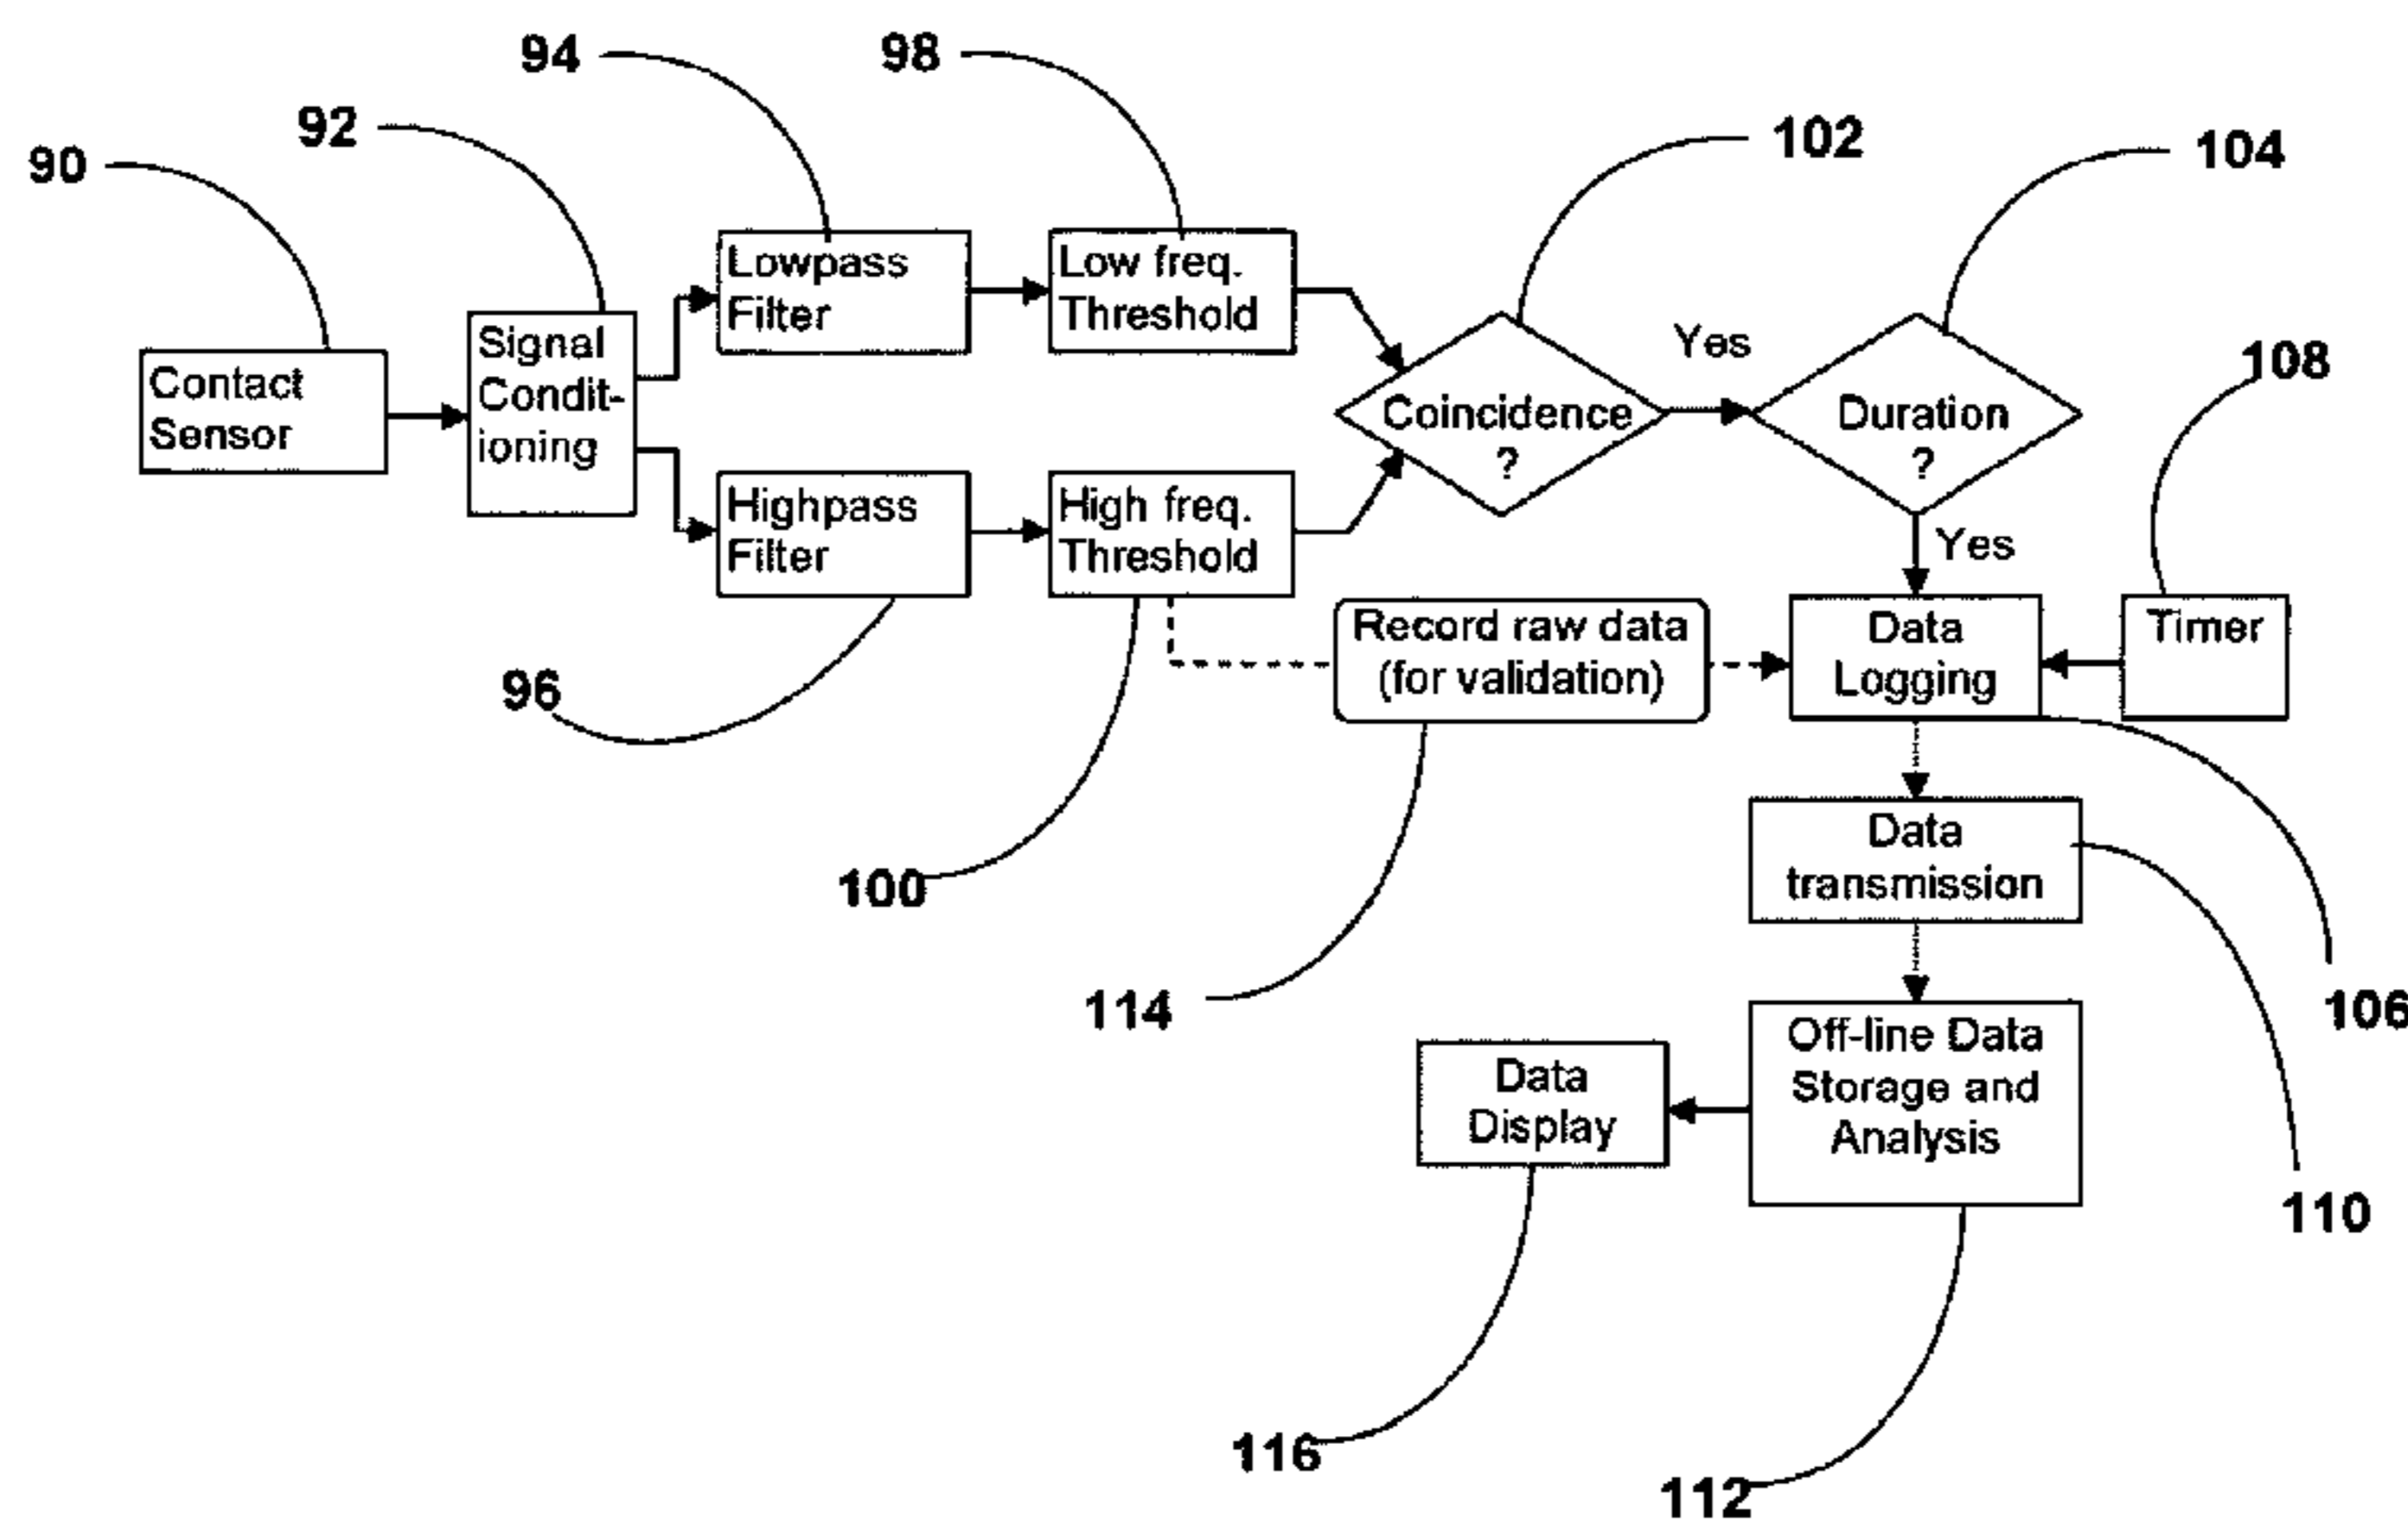 94
98
92
102
90
104
Lowpass
Filter
Low freq.
Threshold
Signal
Condit-
ioning
Contact
Sensor
Yes
108
Coincidence
?
Duration
?
Highpass
Filter
High freq.
Threshold
Yes
Record raw data
(for validation)
Data
Logging
Timer
96
100
Data
transmission
114
106
Off-line Data
Storage and
Analysis
Data
Display
110
116
112